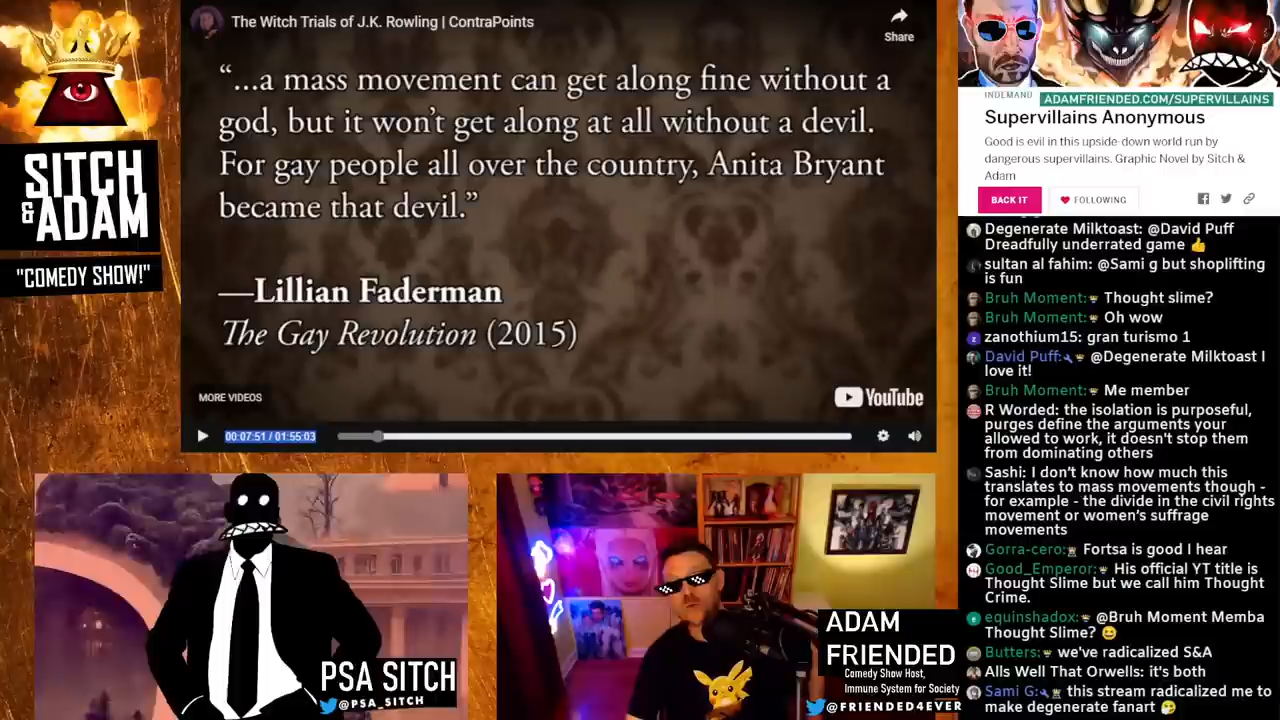 The Witch Trials of J.K. Rowling | ContraPoints
Share
“...a mass movement can get along fine without a
god, but it won’t get along at all without a devil.
For gay people all over the country, Anita Bryant
became that devil.”
—Lillian Faderman
The Gay Revolution (2015)
MORE VIDEOS
YouTube
00:07:51 / 01:55:03
SITCH
& ADAM
"COMEDY SHOW!"
PSA SITCH
@PSA_SITCH
ADAM
FRIENDED
Comedy Show Host,
Immune System for Society
@FRIENDED4EVER
INDEMAND
ADAMFRIENDED.COM/SUPERVILLAINS
Supervillains Anonymous
Good is evil in this upside-down world run by
dangerous supervillains. Graphic Novel by Sitch &
Adam
BACK IT
FOLLOWING
Degenerate Milktoast: @David Puff
Dreadfully underrated game 👍
sultan al fahim: @Sami g but shoplifting
is fun
Bruh Moment: Thought slime?
Bruh Moment: Oh wow
zanothium15: gran turismo 1
David Puff: @Degenerate Milktoast I
love it!
Bruh Moment: Me member
R Worded: the isolation is purposeful,
purges define the arguments your
allowed to work, it doesn't stop them
from dominating others
Sashi: I don’t know how much this
translates to mass movements though -
for example - the divide in the civil rights
movement or women’s suffrage
movements
Gorra-cero: Fortsa is good I hear
Good_Emperor: His official YT title is
Thought Slime but we call him Thought
Crime.
equinshadox: @Bruh Moment Memba
Thought Slime? 😆
Butters: we've radicalized S&A
Alls Well That Orwells: it's both
Sami G: this stream radicalized me to
make degenerate fanart 🤪